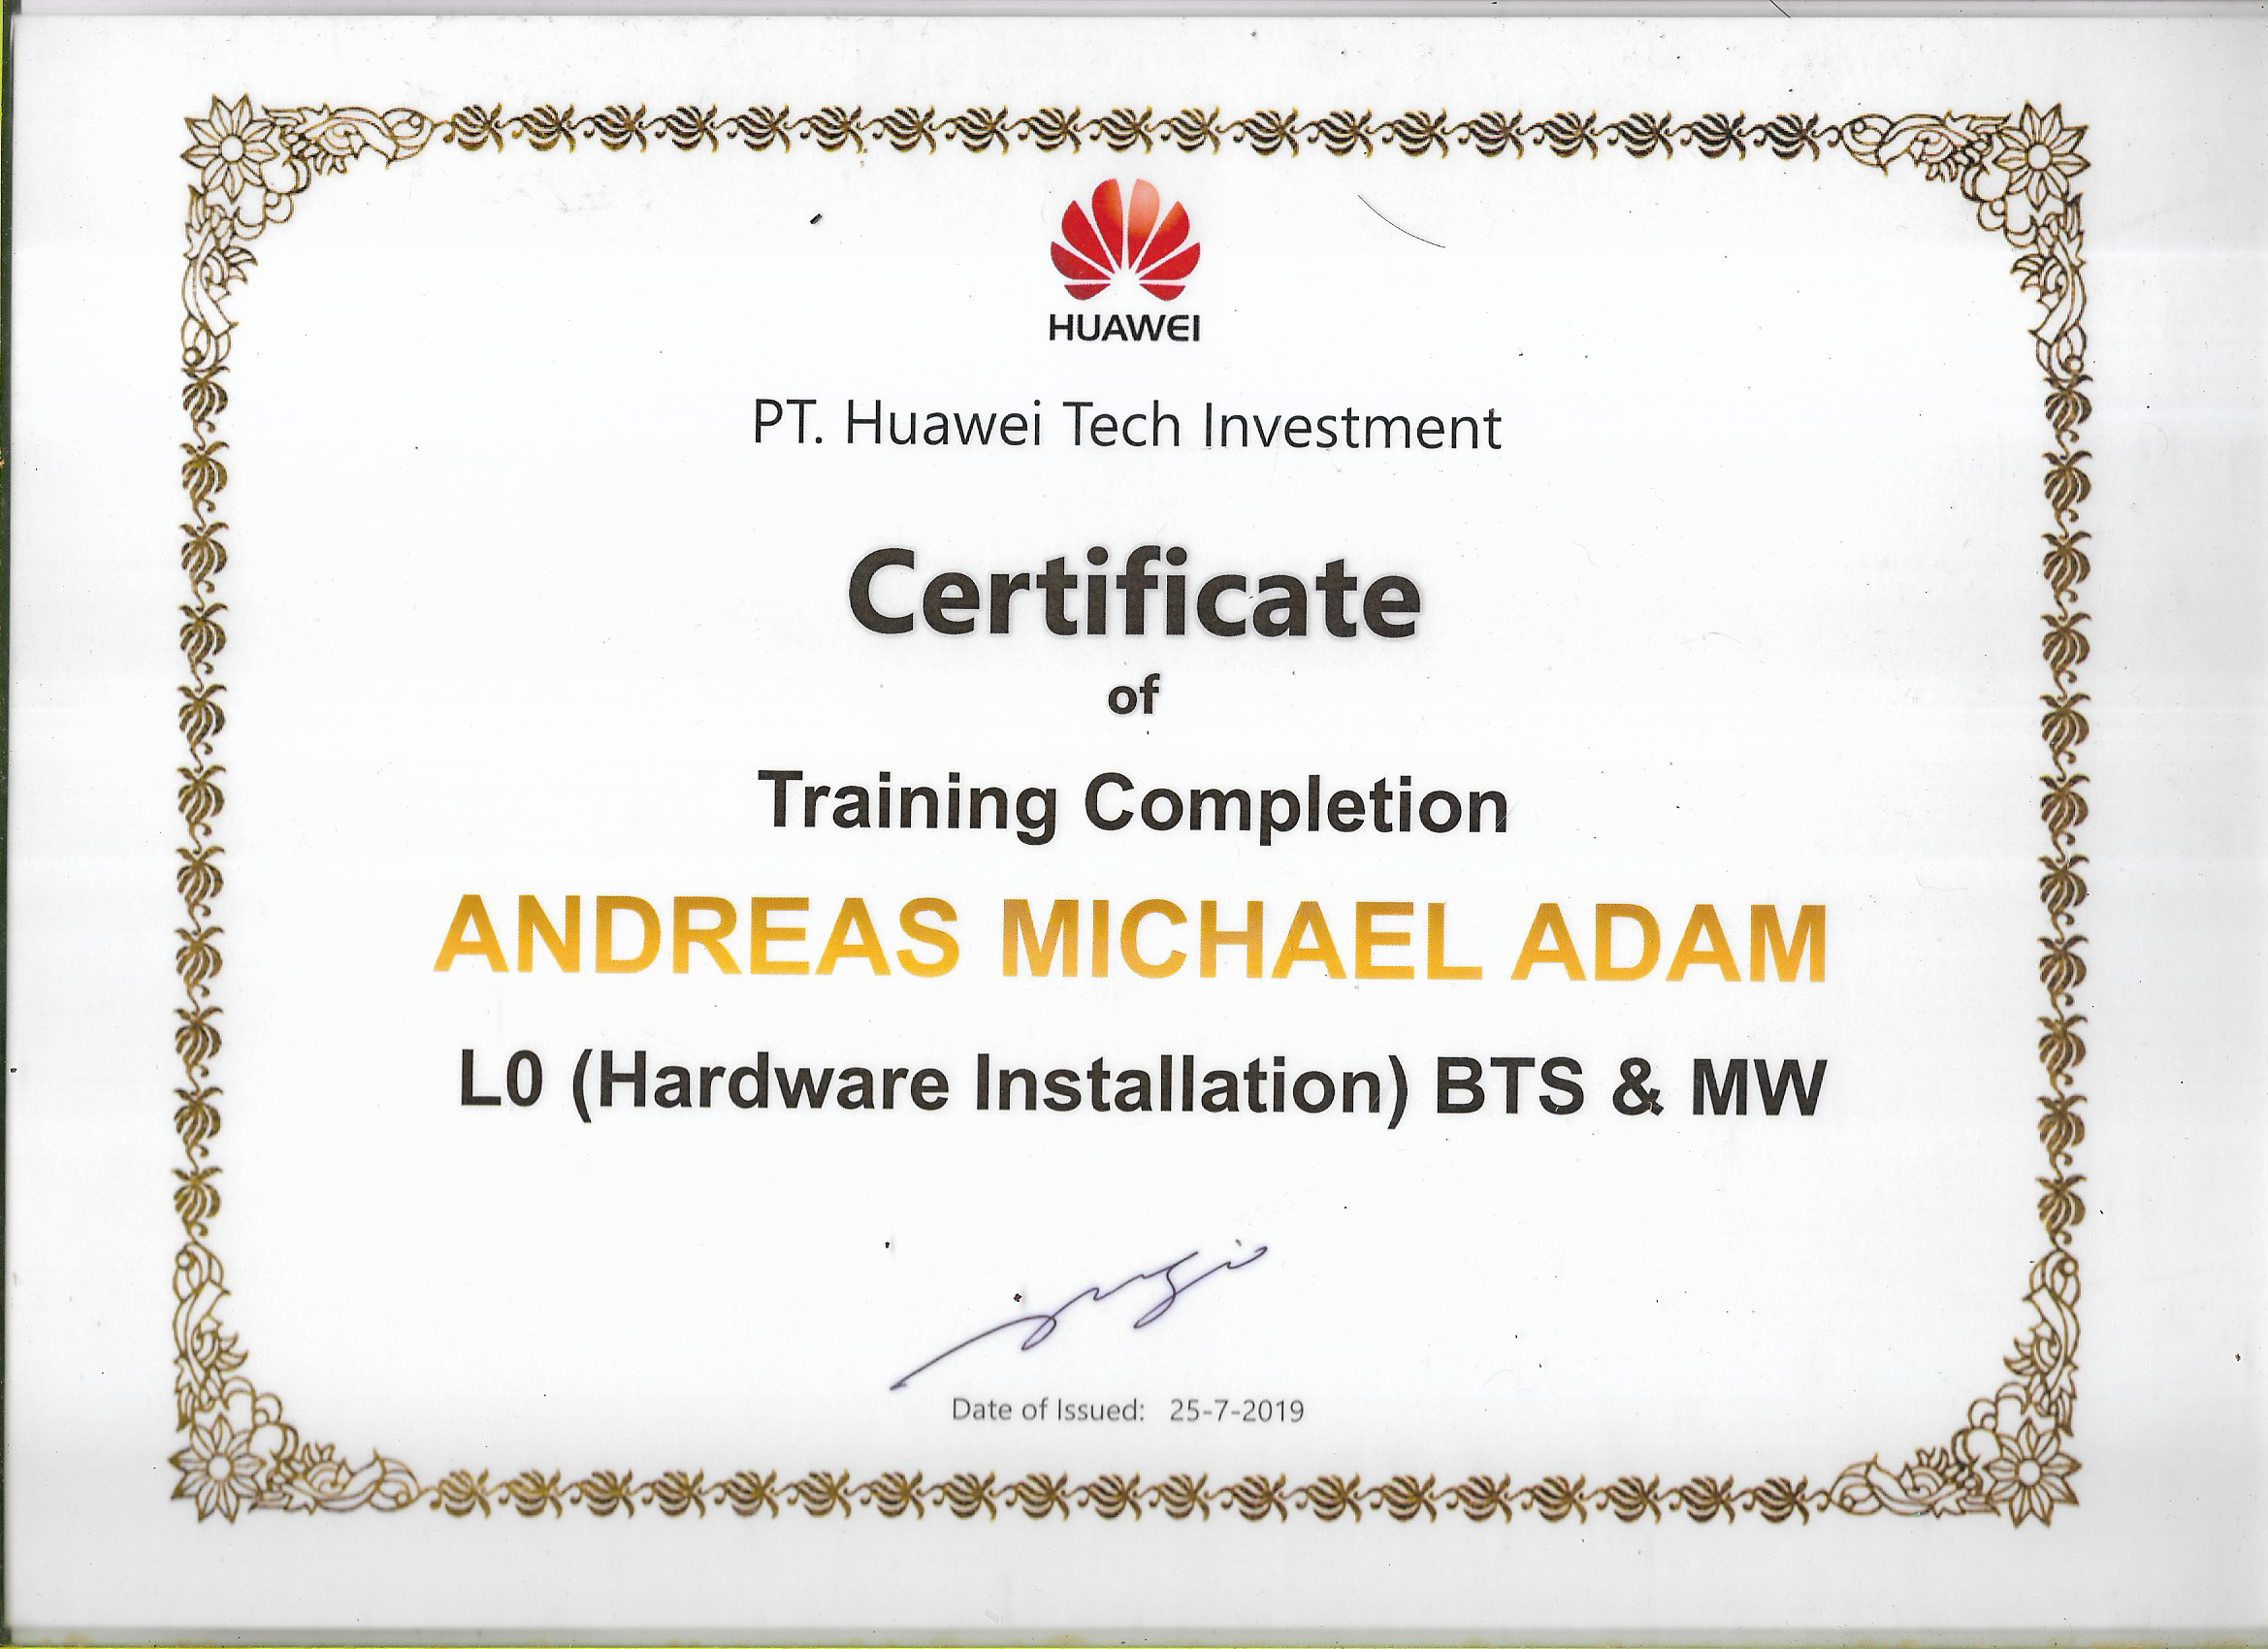 HUAWEI
PT. Huawei Tech Investment
Certificate
of
Training Completion
ANDREAS MICHAEL ADAM
L0 (Hardware Installation) BTS & MW
Date of Issued: 25-7-2019